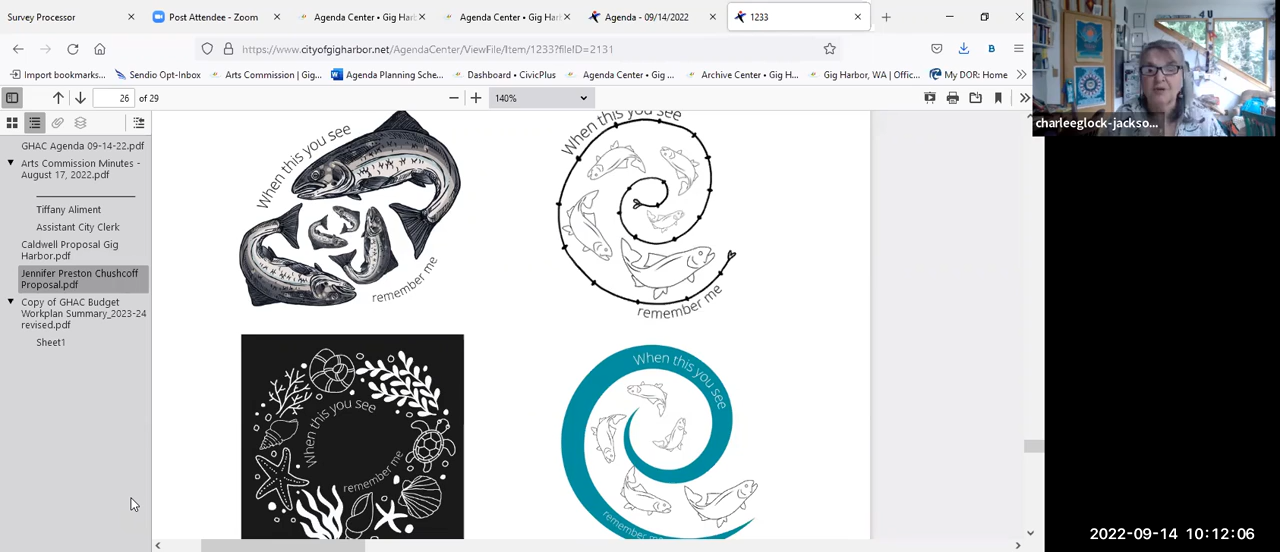 Survey Processor
Post Attendee - Zoom
Agenda Center • Gig Har
Agenda Center • Gig Har
Agenda - 09/14/2022
1233
https://www.cityofgigharbor.net/AgendaCenter/ViewFile/Item/1233?fileID=2131
Import bookmarks...
Sendio Opt-Inbox
Arts Commission | Gig...
Agenda Planning Sche...
Dashboard • CivicPlus
Agenda Center • Gig ...
Archive Center • Gig H...
Gig Harbor, WA | Offic...
My DOR: Home
26 of 29
140%
charleeglock-jackso...
4 U
GHAC Agenda 09-14-22.pdf
Arts Commission Minutes -
August 17, 2022.pdf
Tiffany Aliment
Assistant City Clerk
Caldwell Proposal Gig
Harbor.pdf
Jennifer Preston Chushcoff
Proposal.pdf
Copy of GHAC Budget
Workplan Summary_2023-24
revised.pdf
Sheet1
When this you see
remember me
When this you see
remember me
When this you see
remember me
When this you see
remember me
2022-09-14 10:12:06